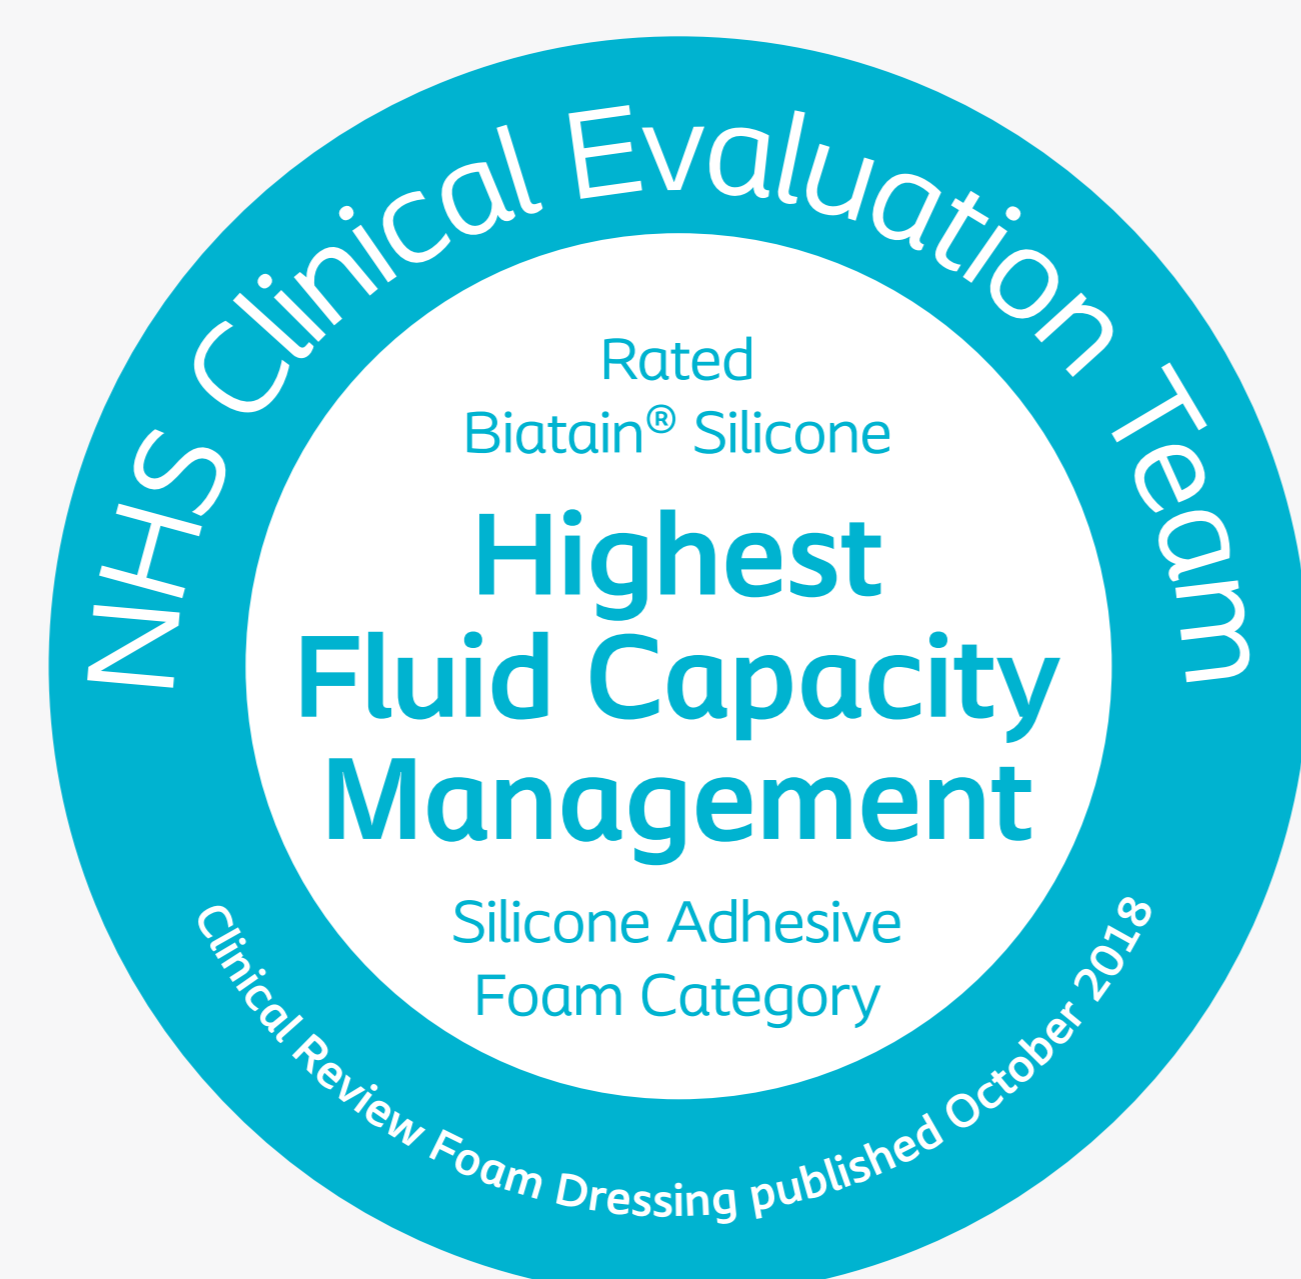 NHS Clinical Evaluation Team
Rated
Biatain® Silicone
Highest
Fluid Capacity
Management
Silicone Adhesive
Foam Category
Clinical Review Foam Dressing published October 2018